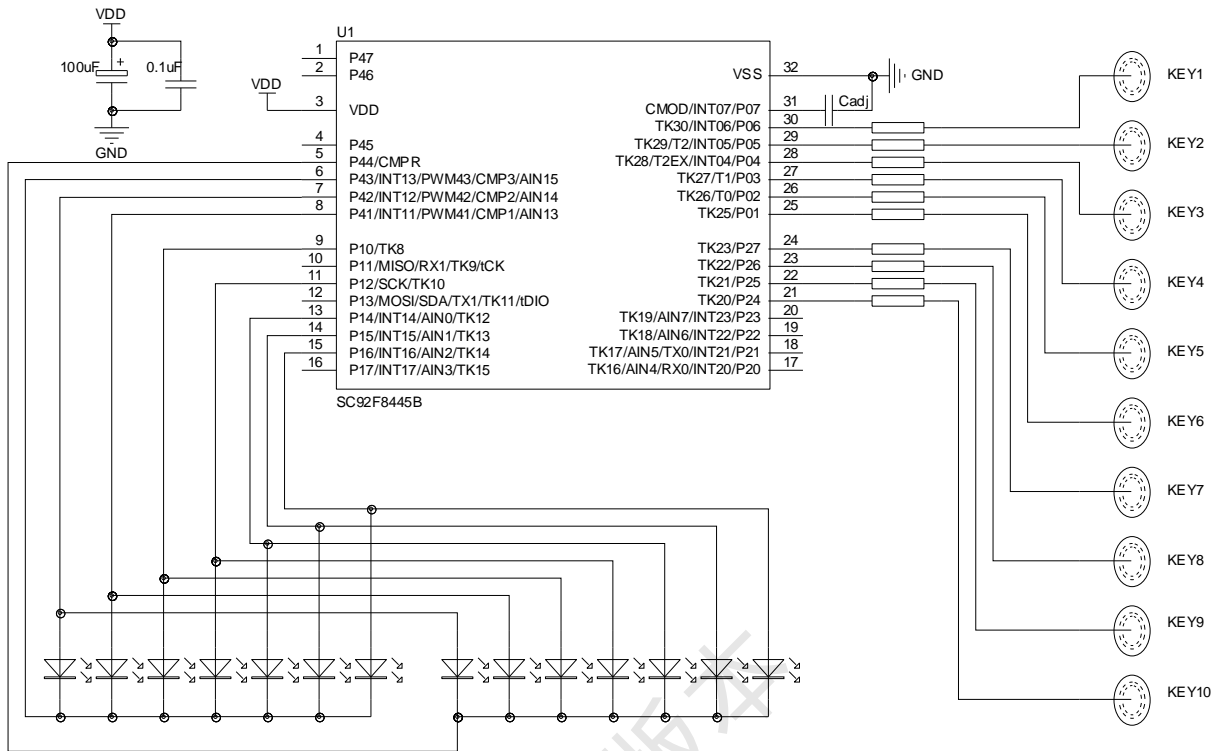 VDD
100uF
+
0.1uF
GND
VDD
U1
1 P47
2 P46
3 VDD
4 P45
5 P44/CMPR
6 P43/INT13/PWM43/CMP3/AIN15
7 P42/INT12/PWM42/CMP2/AIN14
8 P41/INT11/PWM41/CMP1/AIN13
9 P10/TK8
10 P11/MISO/RX1/TK9/tCK
11 P12/SCK/TK10
12 P13/MOSI/SDA/TX1/TK11/tDIO
13 P14/INT14/AIN0/TK12
14 P15/INT15/AIN1/TK13
15 P16/INT16/AIN2/TK14
16 P17/INT17/AIN3/TK15
VSS 32
CMOD/INT07/P07 31
TK30/INT06/P06 30
TK29/T2/INT05/P05 29
TK28/T2EX/INT04/P04 28
TK27/T1/P03 27
TK26/T0/P02 26
TK25/P01 25
TK23/P27 24
TK22/P26 23
TK21/P25 22
TK20/P24 21
TK19/AIN7/INT23/P23 20
TK18/AIN6/INT22/P22 19
TK17/AIN5/TX0/INT21/P21 18
TK16/AIN4/RX0/INT20/P20 17
SC92F8445B
GND
Cadj
KEY1
KEY2
KEY3
KEY4
KEY5
KEY6
KEY7
KEY8
KEY9
KEY10
版本